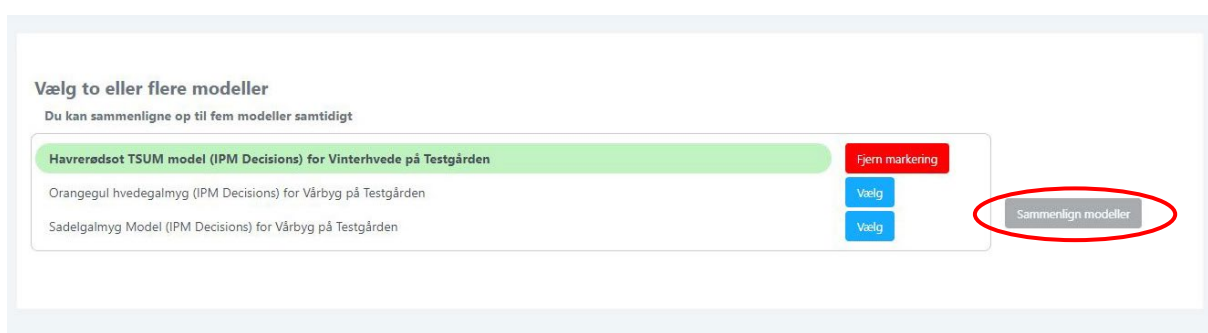 Vælg to eller flere modeller
Du kan sammenligne op til fem modeller samtidigt
Havrerødsot TSUM model (IPM Decisions) for Vinterhvede på Testgården
Fjern markering
Orangegul hvedegalmyg (IPM Decisions) for Vårbyg på Testgården
Vælg
Sadelgalmyg Model (IPM Decisions) for Vårbyg på Testgården
Vælg
Sammenlign modeller